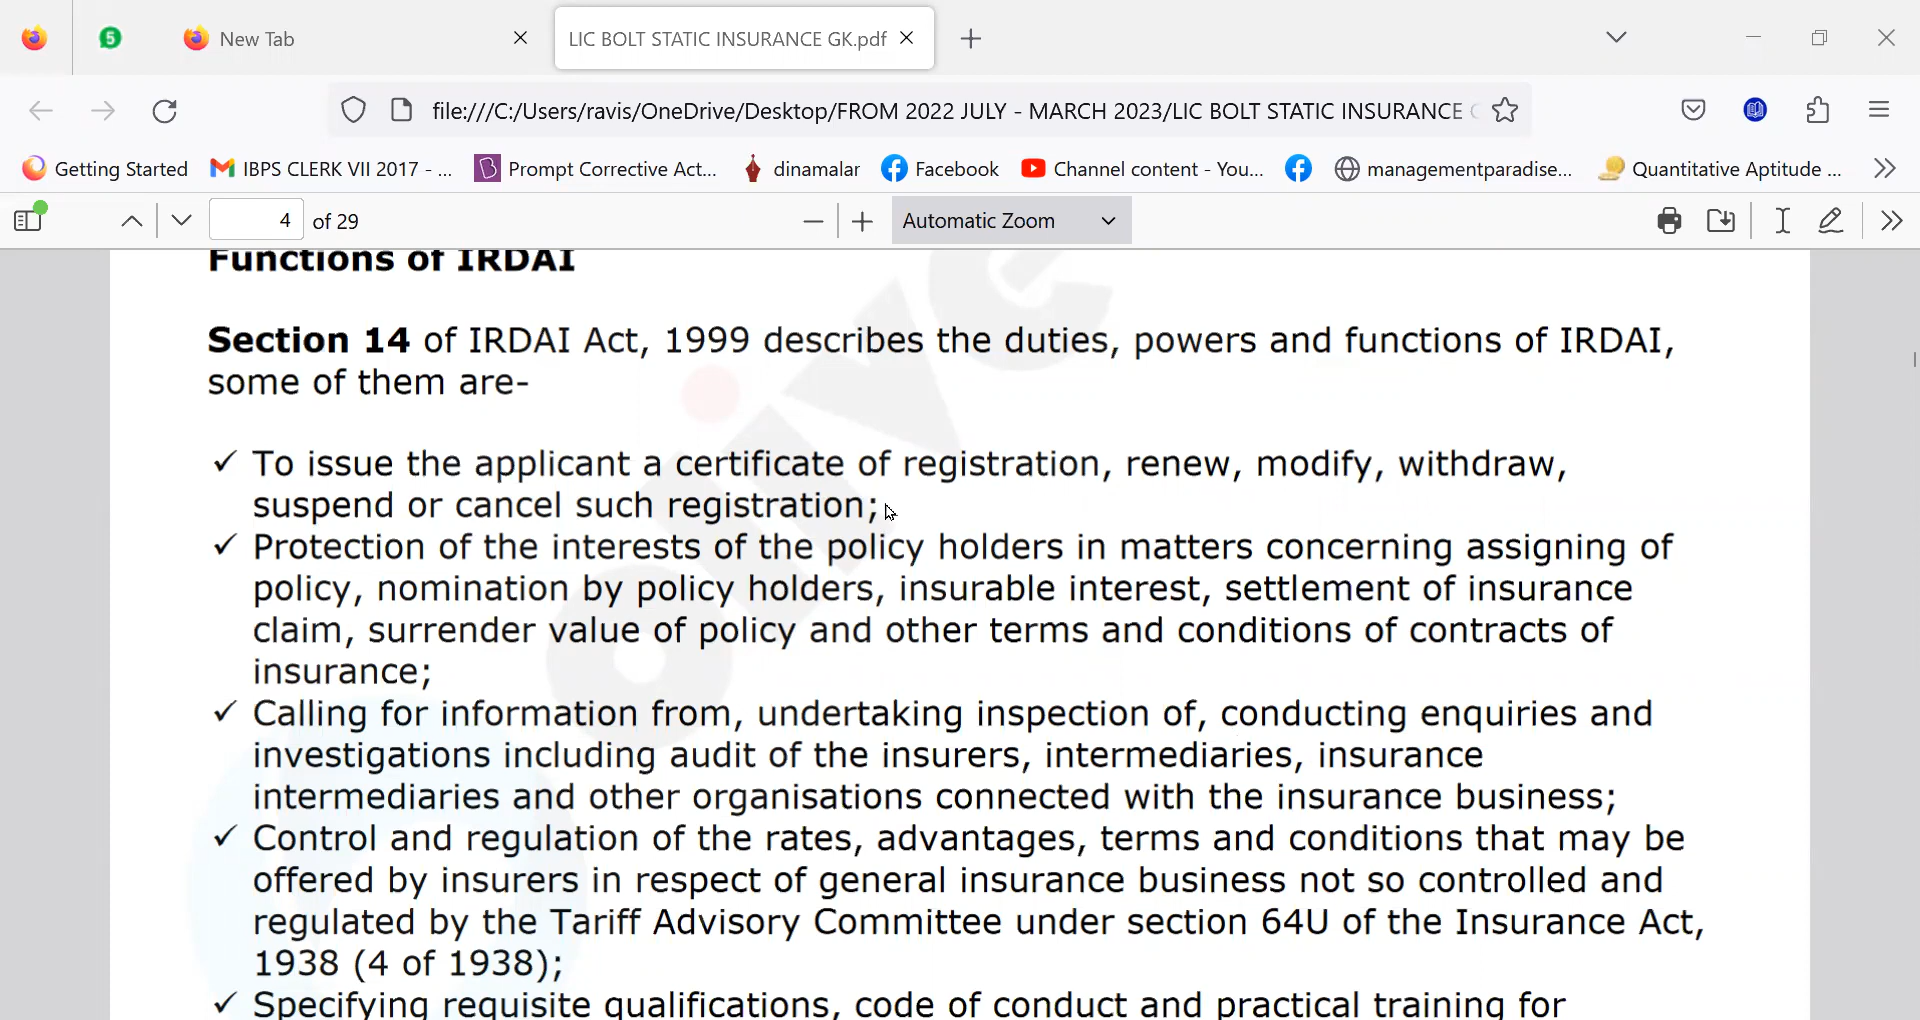 5
New Tab
LIC BOLT STATIC INSURANCE GK.pdf
file:///C:/Users/ravis/OneDrive/Desktop/FROM 2022 JULY - MARCH 2023/LIC BOLT STATIC INSURANCE
Getting Started IBPS CLERK VII 2017 - ... Prompt Corrective Act... dinamalar Facebook Channel content - You... managementparadise... Quantitative Aptitude ...
4 of 29 Automatic Zoom
Functions of IRDAI
Section 14 of IRDAI Act, 1999 describes the duties, powers and functions of IRDAI,
some of them are-
✓ To issue the applicant a certificate of registration, renew, modify, withdraw,
suspend or cancel such registration;
✓ Protection of the interests of the policy holders in matters concerning assigning of
policy, nomination by policy holders, insurable interest, settlement of insurance
claim, surrender value of policy and other terms and conditions of contracts of
insurance;
✓ Calling for information from, undertaking inspection of, conducting enquiries and
investigations including audit of the insurers, intermediaries, insurance
intermediaries and other organisations connected with the insurance business;
✓ Control and regulation of the rates, advantages, terms and conditions that may be
offered by insurers in respect of general insurance business not so controlled and
regulated by the Tariff Advisory Committee under section 64U of the Insurance Act,
1938 (4 of 1938);
✓ Specifying requisite qualifications, code of conduct and practical training for